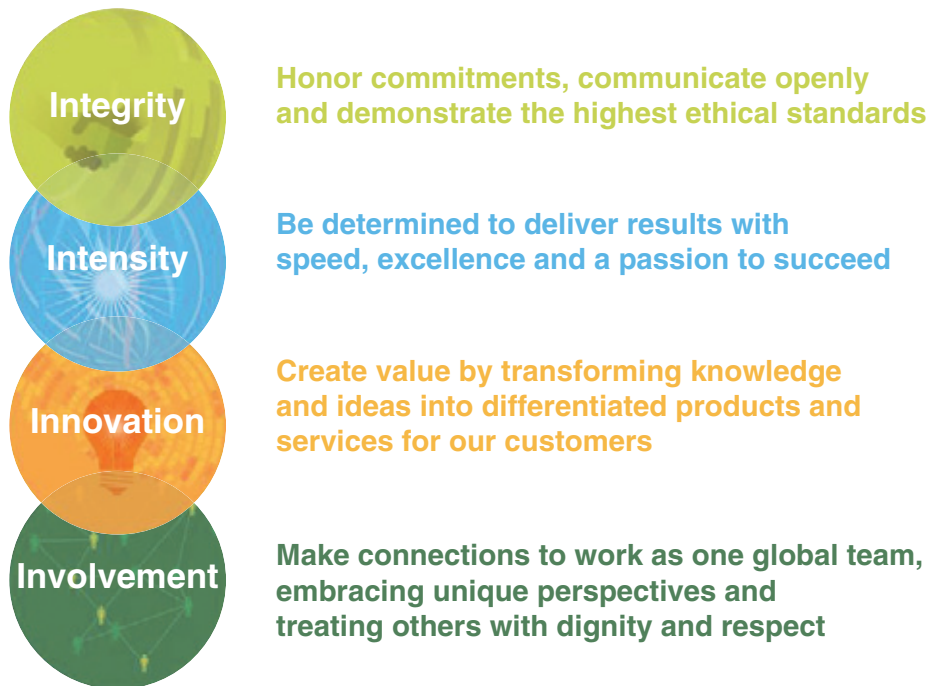 Integrity
Honor commitments, communicate openly
and demonstrate the highest ethical standards
Intensity
Be determined to deliver results with
speed, excellence and a passion to succeed
Innovation
Create value by transforming knowledge
and ideas into differentiated products and
services for our customers
Involvement
Make connections to work as one global team,
embracing unique perspectives and
treating others with dignity and respect